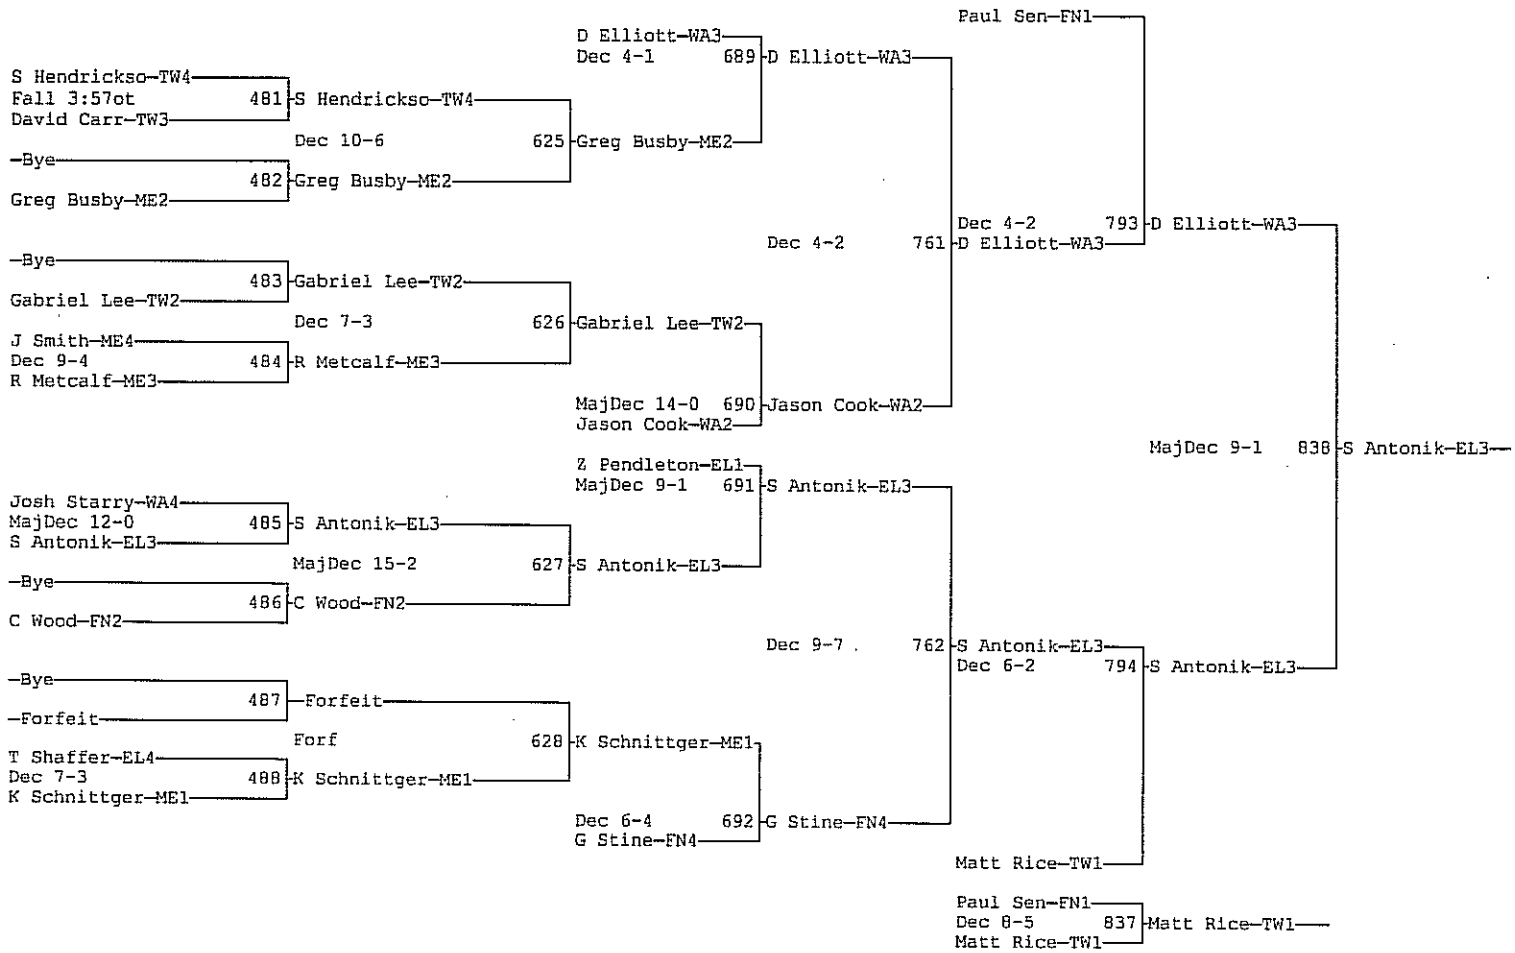 Paul Sen-FN1
D Elliott-WA3
Dec 4-1 689 D Elliott-WA3
S Hendrickso-TW4
Fall 3:57ot 481 S Hendrickso-TW4
David Carr-TW3
Dec 10-6 625 Greg Busby-ME2
-Bye
482 Greg Busby-ME2
Greg Busby-ME2
Dec 4-2 793 D Elliott-WA3
Dec 4-2 761 D Elliott-WA3
-Bye
483 Gabriel Lee-TW2
Gabriel Lee-TW2
Dec 7-3 626 Gabriel Lee-TW2
J Smith-ME4
Dec 9-4 484 R Metcalf-ME3
R Metcalf-ME3
MajDec 14-0 690 Jason Cook-WA2
Jason Cook-WA2
MajDec 9-1 838 S Antonik-EL3
Z Pendleton-EL1
MajDec 9-1 691 S Antonik-EL3
Josh Starry-WA4
MajDec 12-0 485 S Antonik-EL3
S Antonik-EL3
MajDec 15-2 627 S Antonik-EL3
-Bye
486 C Wood-FN2
C Wood-FN2
Dec 9-7 762 S Antonik-EL3
Dec 6-2 794 S Antonik-EL3
-Bye
487 -Forfeit
-Forfeit
Forf 628 K Schnittger-ME1
T Shaffer-EL4
Dec 7-3 488 K Schnittger-ME1
K Schnittger-ME1
Dec 6-4 692 G Stine-FN4
G Stine-FN4
Matt Rice-TW1
Paul Sen-FN1
Dec 8-5 837 Matt Rice-TW1
Matt Rice-TW1